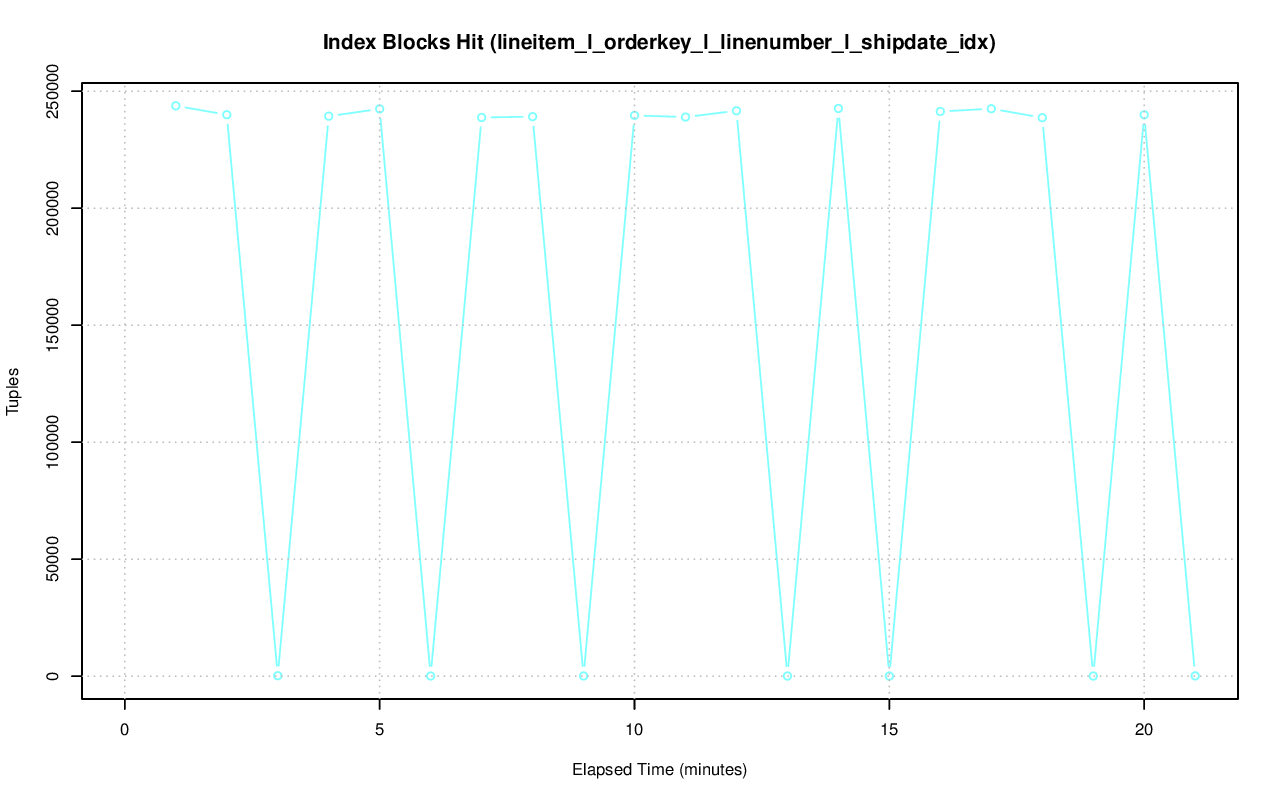 Index Blocks Hit (lineitem_l_orderkey_l_linenumber_l_shipdate_idx)
250000
200000
150000
100000
50000
0
Tuples
0 5 10 15 20
Elapsed Time (minutes)